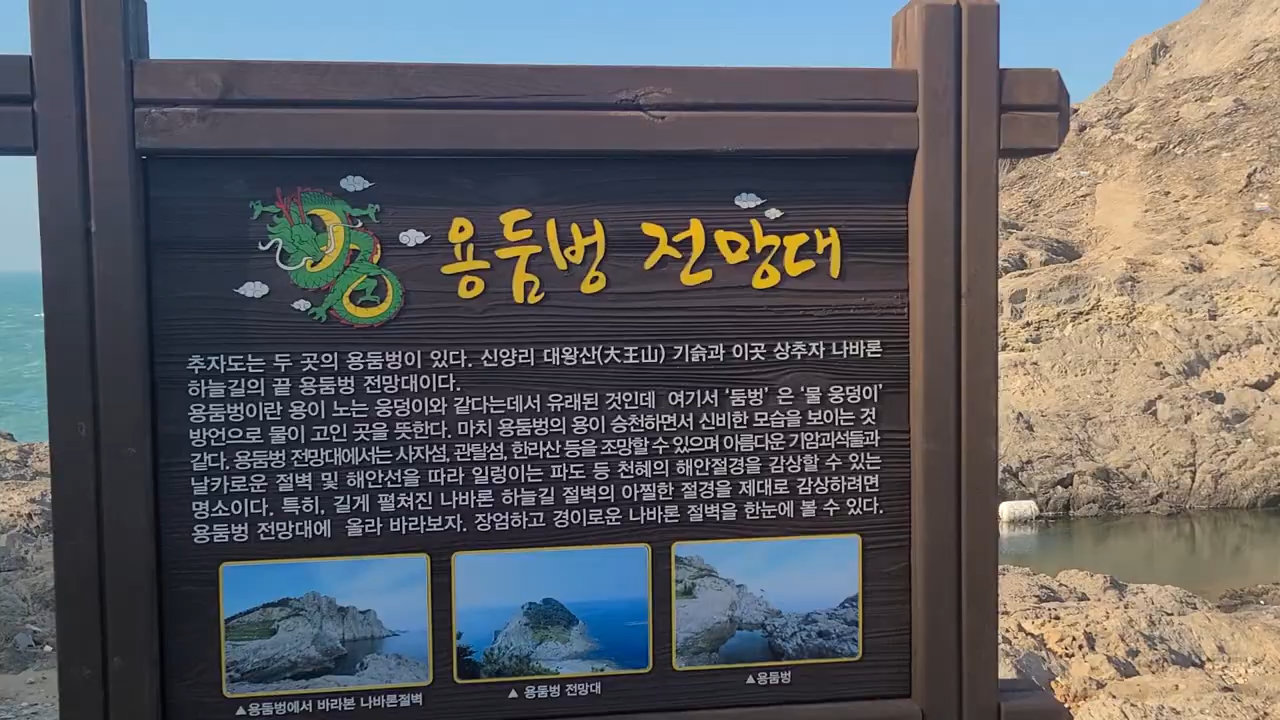 용둠벙 전망대
추자도는 두 곳의 용둠벙이 있다. 신양리 대왕산(大王山) 기슭과 이곳 상추자 나바론
하늘길의 끝 용둠벙 전망대이다.
용둠벙이란 용이 노는 웅덩이와 같다는데서 유래된 것인데 여기서 '둠벙' 은 '물 웅덩이'
방언으로 물이 고인 곳을 뜻한다. 마치 용둠벙의 용이 승천하면서 신비한 모습을 보이는 것
같다. 용둠벙 전망대에서는 사자섬, 관탈섬, 한라산 등을 조망할 수 있으며 아름다운 기암괴석들과
날카로운 절벽 및 해안선을 따라 일렁이는 파도 등 천혜의 해안절경을 감상할 수 있는
명소이다. 특히, 길게 펼쳐진 나바론 하늘길 절벽의 아찔한 절경을 제대로 감상하려면
용둠벙 전망대에 올라 바라보자. 장엄하고 경이로운 나바론 절벽을 한눈에 볼 수 있다.
▲용둠벙에서 바라본 나바론절벽
▲ 용둠벙 전망대
▲용둠벙